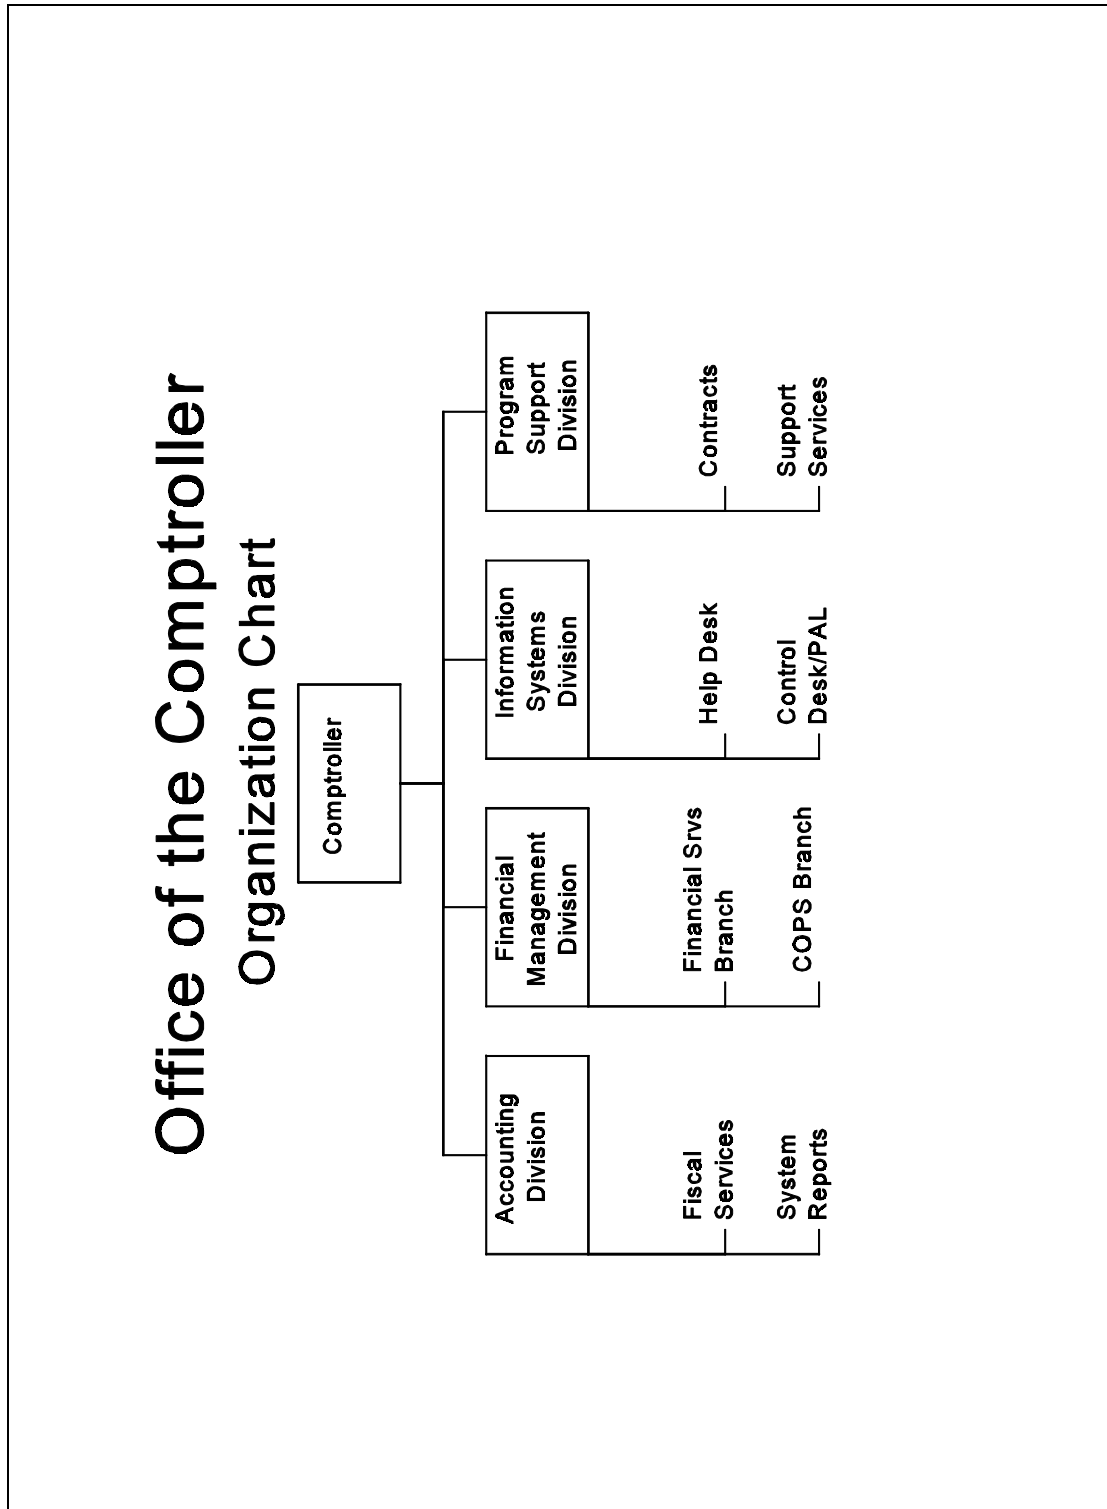 Office of the Comptroller
Organization Chart
Comptroller
Accounting
Division
Financial
Management
Division
Information
Systems
Division
Program
Support
Division
Fiscal
Services
System
Reports
Financial Srvs
Branch
COPS Branch
Help Desk
Control
Desk/PAL
Contracts
Support
Services